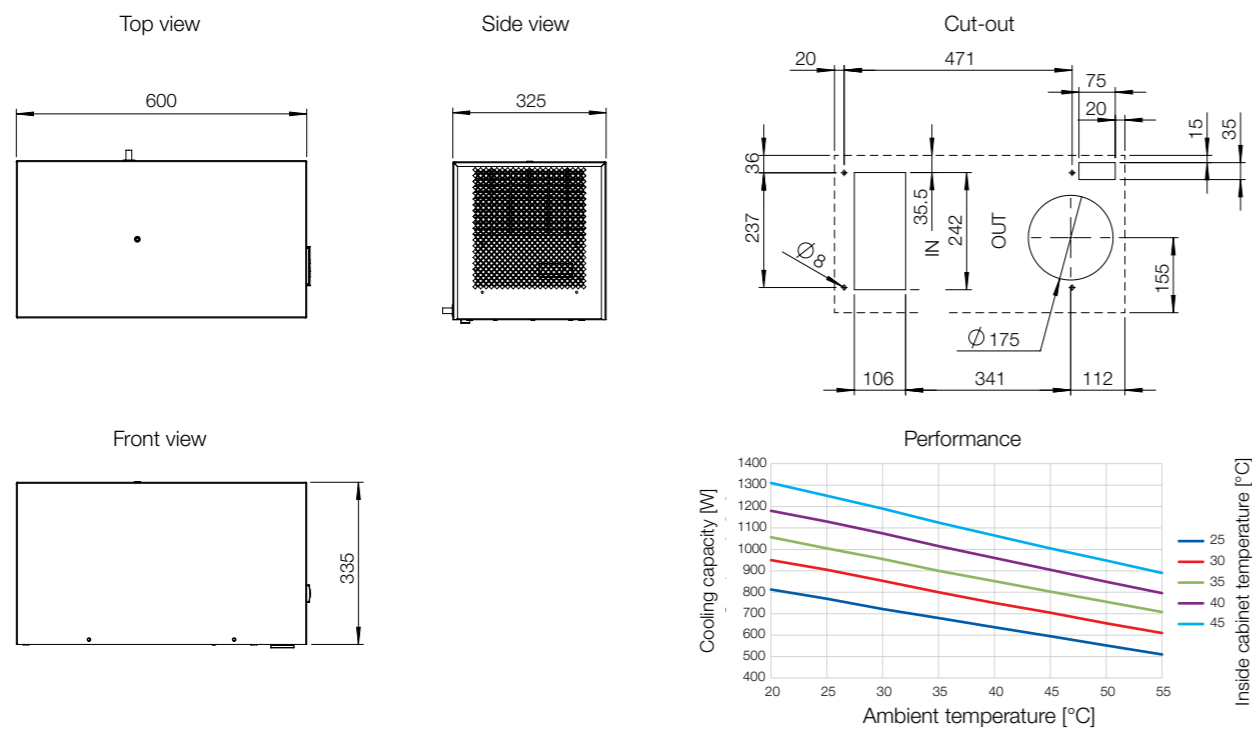 Top view
Side view
Cut-out
600
325
20
471
75
20
15
35
36
35.5
237
242
IN
OUT
Ø 8
155
Ø 175
106
341
112
Front view
335
Performance
Cooling capacity [W]
1400
1300
1200
1100
1000
900
800
700
600
500
400
20 25 30 35 40 45 50 55
Ambient temperature [°C]
25
30
35
40
45
Inside cabinet temperature [°C]